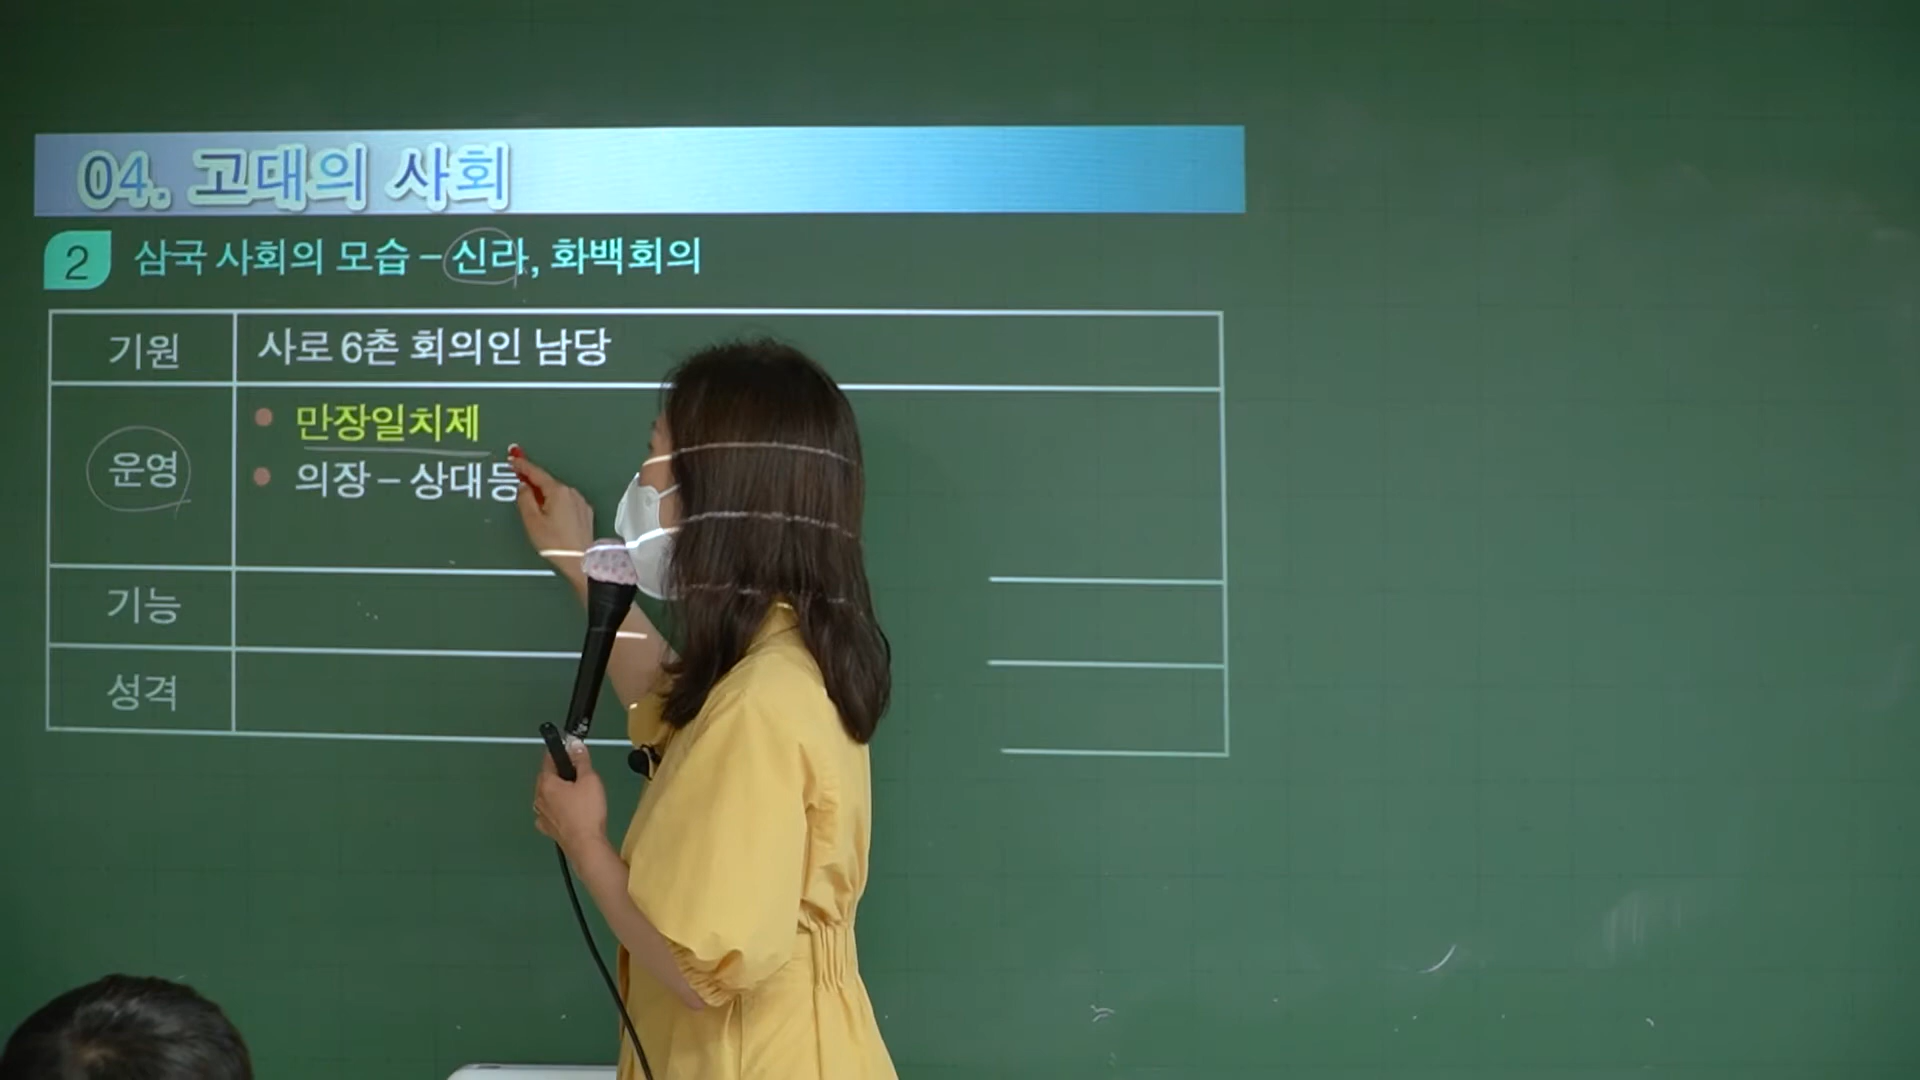 04. 고대의 사회
2 삼국 사회의 모습 – 신라, 화백회의
기원 사로 6촌 회의인 남당
운영
• 만장일치제
• 의장 – 상대등
기능
성격